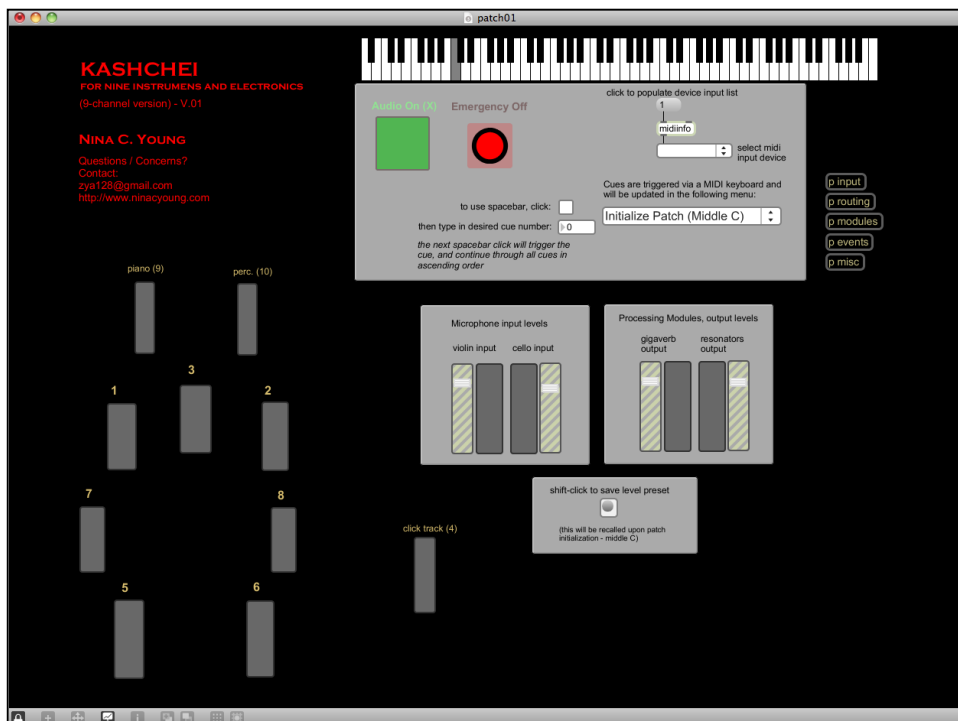 patch01
KASHCHEI
FOR NINE INSTRUMENS AND ELECTRONICS
(9-channel version) - V.01
NINA C. YOUNG
Questions / Concerns?
Contact:
zya128@gmail.com
http://www.ninacyoung.com
Audio On (X)
Emergency Off
click to populate device input list
1
midiinfo
select midi
input device
Cues are triggered via a MIDI keyboard and
will be updated in the following menu:
Initialize Patch (Middle C)
to use spacebar, click:
then type in desired cue number:
0
the next spacebar click will trigger the
cue, and continue through all cues in
ascending order
p input
p routing
p modules
p events
p misc
piano (9)
perc. (10)
3
1
2
7
8
5
6
click track (4)
Microphone input levels
violin input
cello input
Processing Modules, output levels
gigaverb
output
resonators
output
shift-click to save level preset
(this will be recalled upon patch
initialization - middle C)